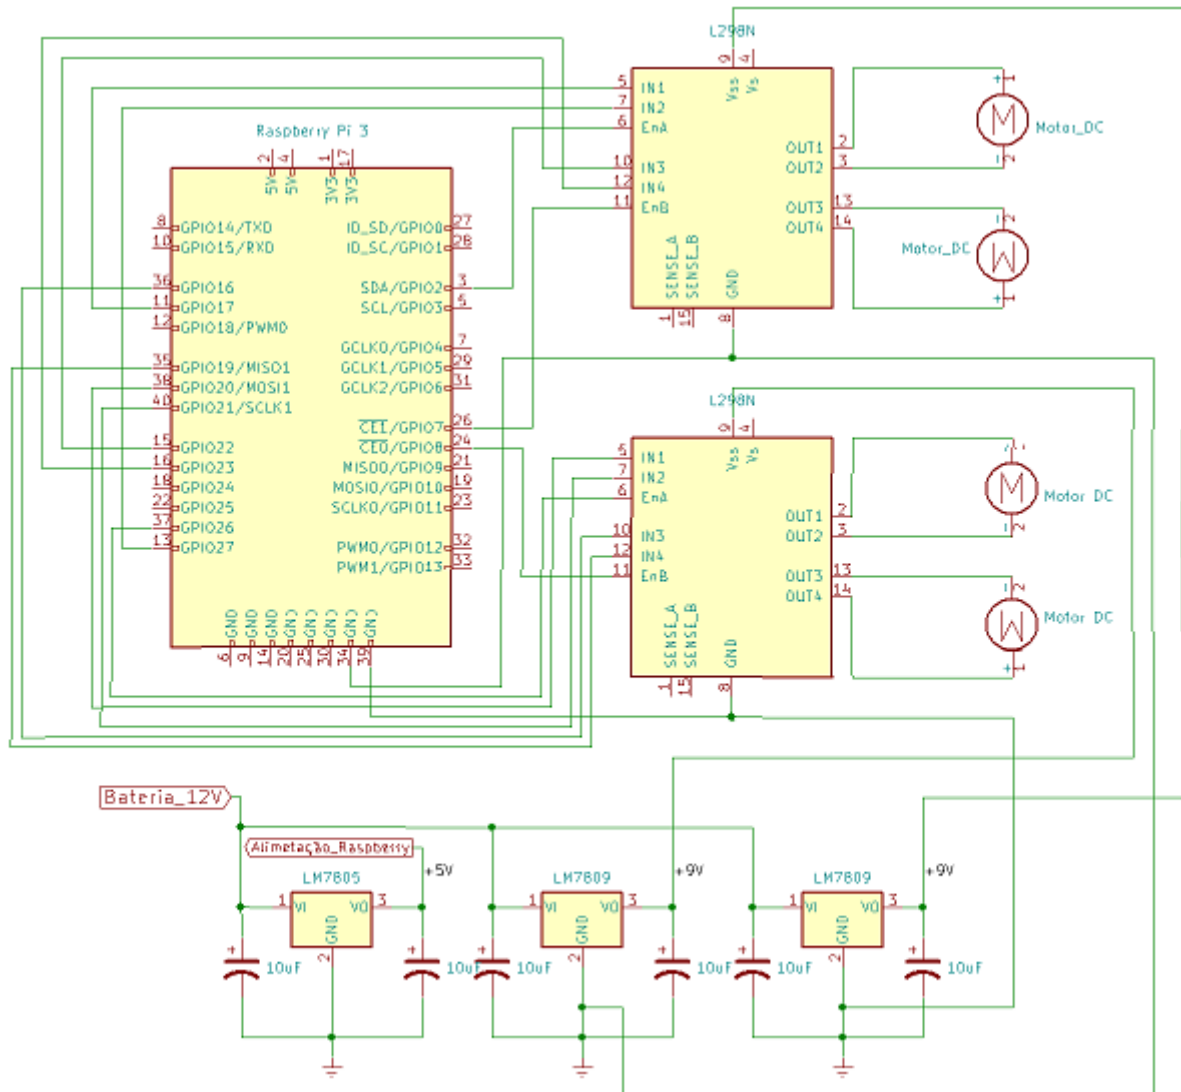 L298N
9
4
Vss
Vs
5
IN1
7
IN2
6
EnA
10
IN3
12
IN4
11
EnB
OUT1
2
OUT2
3
OUT3
13
OUT4
14
SENSE_A
SENSE_B
GND
1
15
8
+
1
M
Motor_DC
-
2
-
2
Motor_DC
M
+
1
Raspberry Pi 3
2
4
1
17
5V
5V
3V3
3V3
8
GPIO14/TXD
10
GPIO15/RXD
36
GPIO16
11
GPIO17
12
GPIO18/PWM0
35
GPIO19/MISO1
38
GPIO20/MOSI1
40
GPIO21/SCLK1
15
GPIO22
16
GPIO23
18
GPIO24
22
GPIO25
37
GPIO26
13
GPIO27
ID_SD/GPIO0
27
ID_SC/GPIO1
28
SDA/GPIO2
3
SCL/GPIO3
5
GCLK0/GPIO4
7
GCLK1/GPIO5
29
GCLK2/GPIO6
31
CE1/GPIO7
26
CE0/GPIO8
24
MISO0/GPIO9
21
MOSI0/GPIO10
19
SCLK0/GPIO11
23
PWM0/GPIO12
32
PWM1/GPIO13
33
GND
GND
GND
GND
GND
GND
GND
GND
6
9
14
20
25
30
34
39
L298N
9
4
Vss
Vs
5
IN1
7
IN2
6
EnA
10
IN3
12
IN4
11
EnB
OUT1
2
OUT2
3
OUT3
13
OUT4
14
SENSE_A
SENSE_B
GND
1
15
8
M
Motor DC
-
2
-
2
M
Motor DC
+
1
Bateria_12V
Alimetação_Raspberry
LM7805
+5V
1
VI
VO
3
GND
2
+
10uF
+
10uF
LM7809
+9V
1
VI
VO
3
GND
2
+
10uF
+
10uF
LM7809
+9V
1
VI
VO
3
GND
2
+
10uF
+
10uF